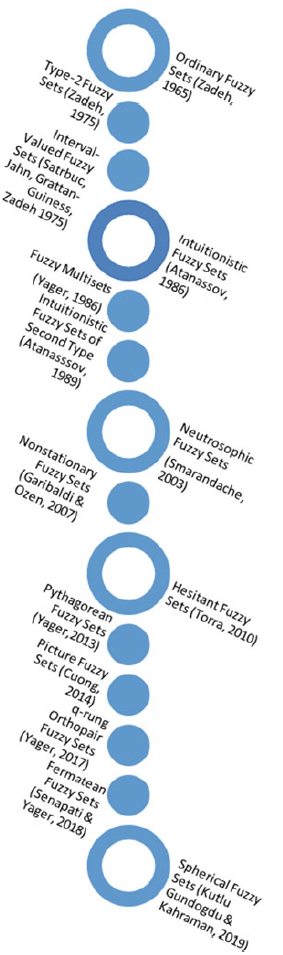 Ordinary Fuzzy
Sets (Zadeh,
1965)
Type-2 Fuzzy
Sets (Zadeh,
1975)
Interval-
Valued Fuzzy
Sets (Satrbuc,
Jahn, Grattan-
Guiness,
Zadeh 1975)
Intuitionistic
Fuzzy Sets
(Atanassov,
1986)
Fuzzy Multisets
(Yager, 1986)
Intuitionistic
Fuzzy Sets of
Second Type
(Atanasssov,
1989)
Neutrosophic
Fuzzy Sets
(Smarandache,
2003)
Nonstationary
Fuzzy Sets
(Garibaldi &
Ozen, 2007)
Hesitant Fuzzy
Sets (Torra, 2010)
Pythagorean
Fuzzy Sets
(Yager,2013)
Picture Fuzzy
Sets (Cuong,
2014)
q-rung
Orthopair
Fuzzy Sets
(Yager, 2017)
Fermatean
Fuzzy Sets
(Senapati &
Yager, 2018)
Spherical Fuzzy
Sets (Kutlu
Gundogdu &
Kahraman, 2019)